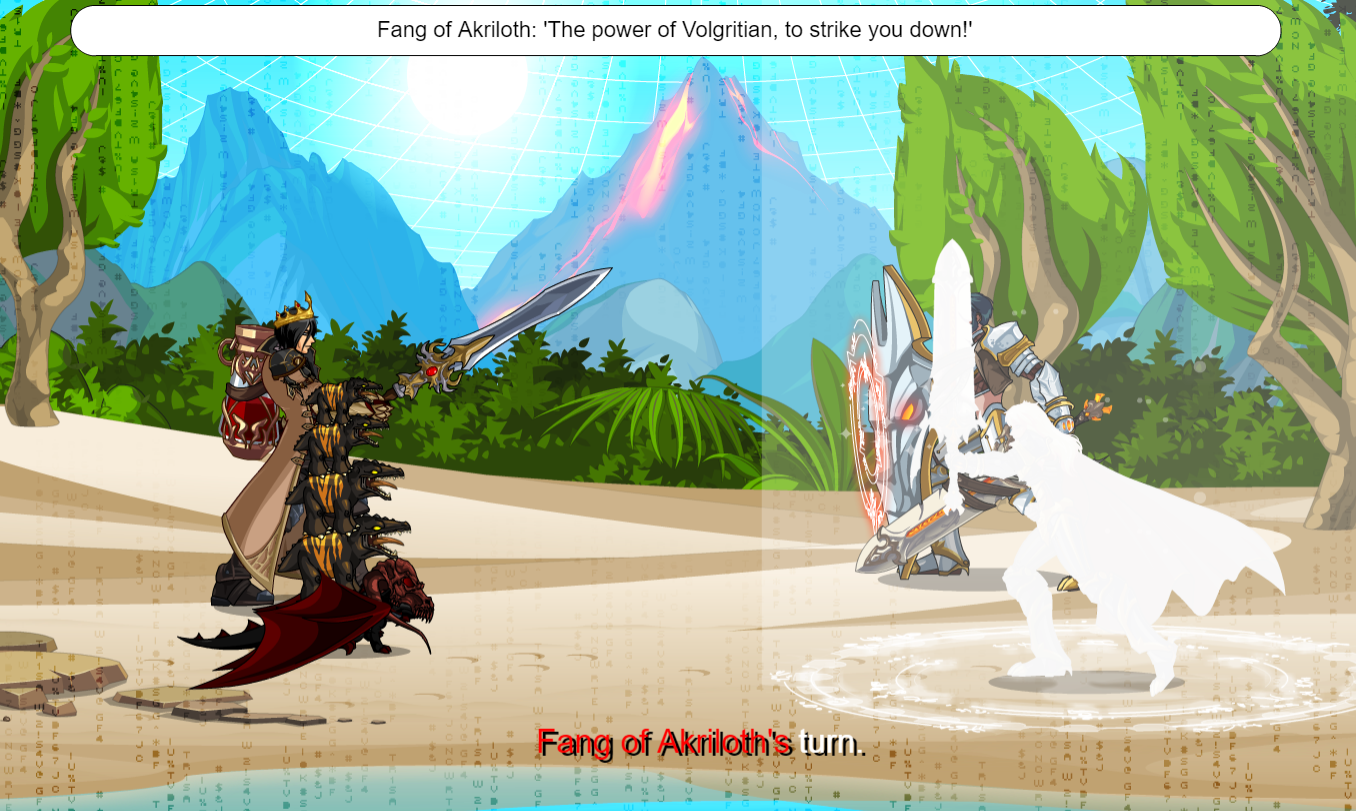 Fang of Akriloth: 'The power of Volgritian, to strike you down!'
Fang of Akriloth's turn.